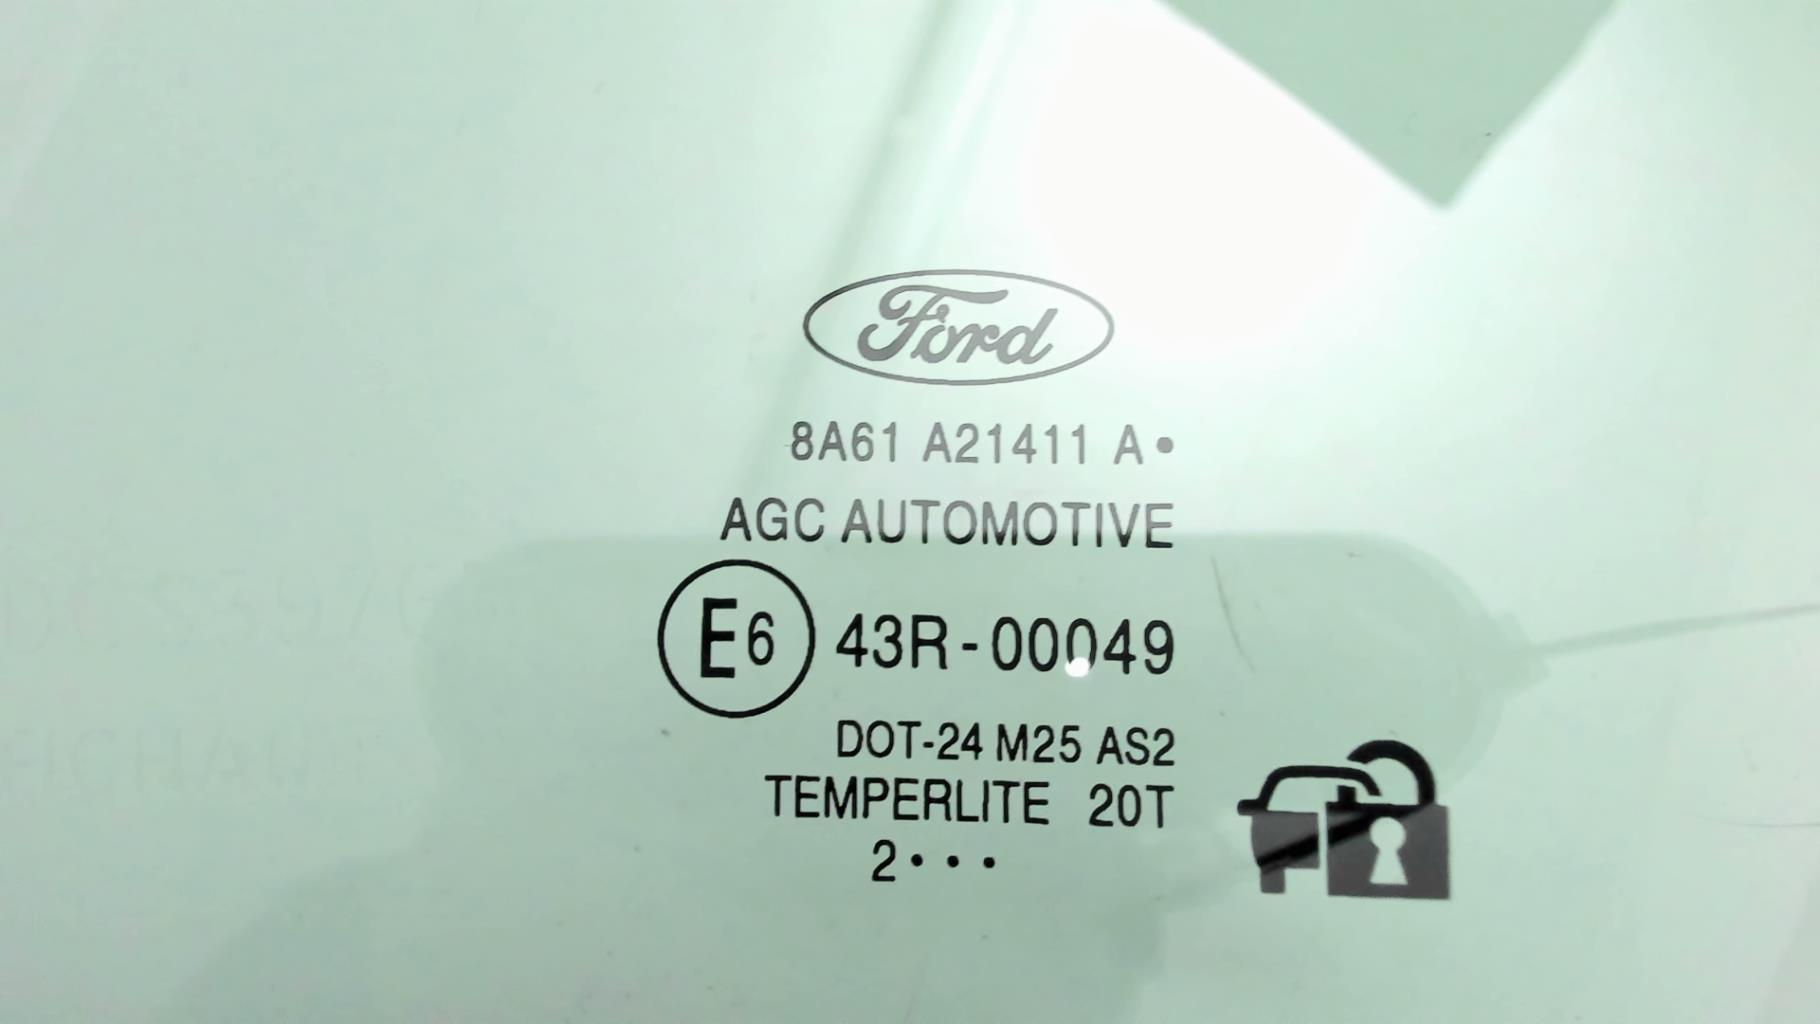 Ford
8A61 A21411 A•
AGC AUTOMOTIVE
E6 43R-00049
DOT-24 M25 AS2
TEMPERLITE 20T
2•••